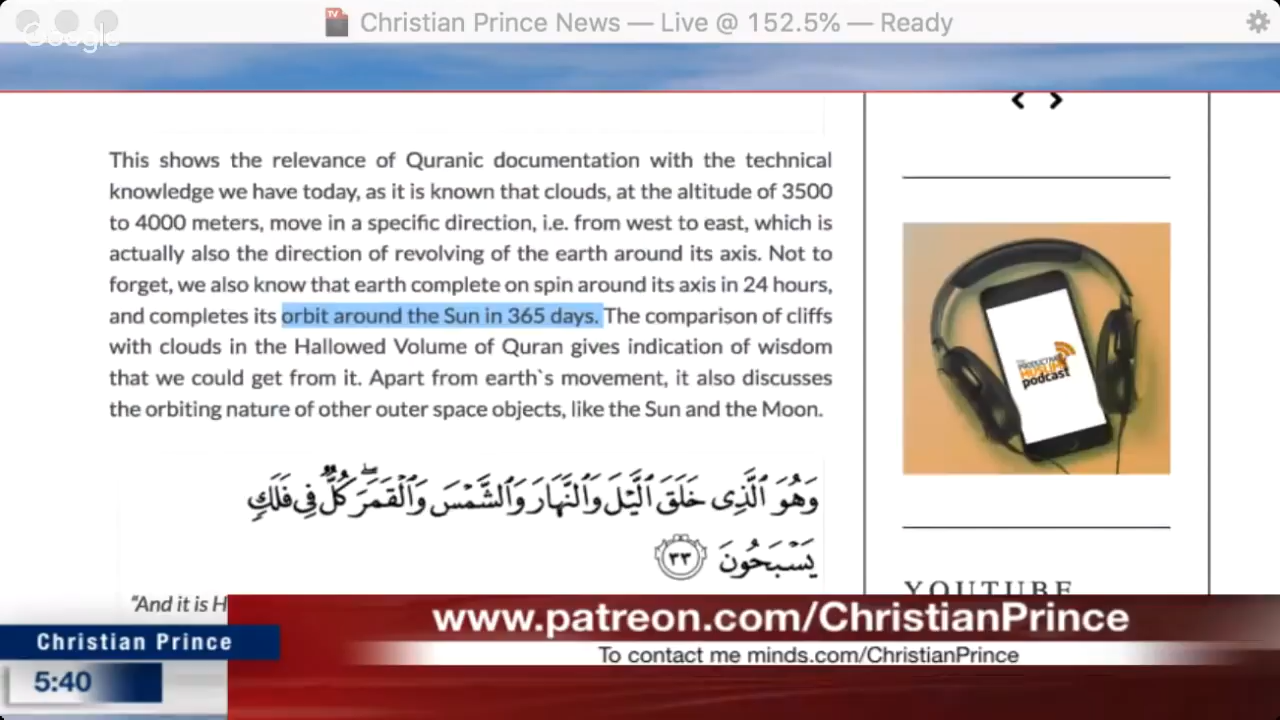 Christian Prince News — Live @ 152.5% — Ready
Google
This shows the relevance of Quranic documentation with the technical
knowledge we have today, as it is known that clouds, at the altitude of 3500
to 4000 meters, move in a specific direction, i.e. from west to east, which is
actually also the direction of revolving of the earth around its axis. Not to
forget, we also know that earth complete on spin around its axis in 24 hours,
and completes its orbit around the Sun in 365 days. The comparison of cliffs
with clouds in the Hallowed Volume of Quran gives indication of wisdom
that we could get from it. Apart from earth`s movement, it also discusses
the orbiting nature of other outer space objects, like the Sun and the Moon.
وَهُوَ ٱلَّذِى خَلَقَ ٱلَّيْلَ وَٱلنَّهَارَ وَٱلشَّمْسَ وَٱلْقَمَرَ ۖ كُلٌّ فِى فَلَكٍ
يَسْبَحُونَ ٣٣
“And it is H
PRODUCTIVE
MUSLIM
podcast
YOUTUBE
www.patreon.com/ChristianPrince
To contact me minds.com/ChristianPrince
Christian Prince
5:40